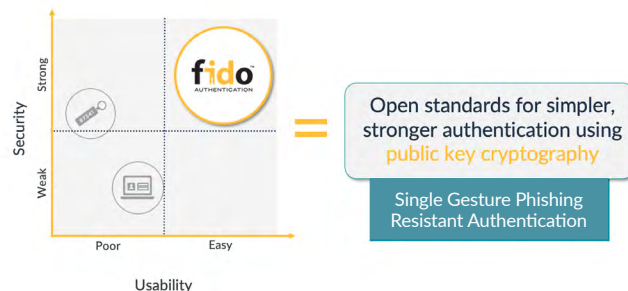 Security
Strong
Weak
fido™
AUTHENTICATION
Poor
Easy
Usability
=
Open standards for simpler,
stronger authentication using
public key cryptography
Single Gesture Phishing
Resistant Authentication